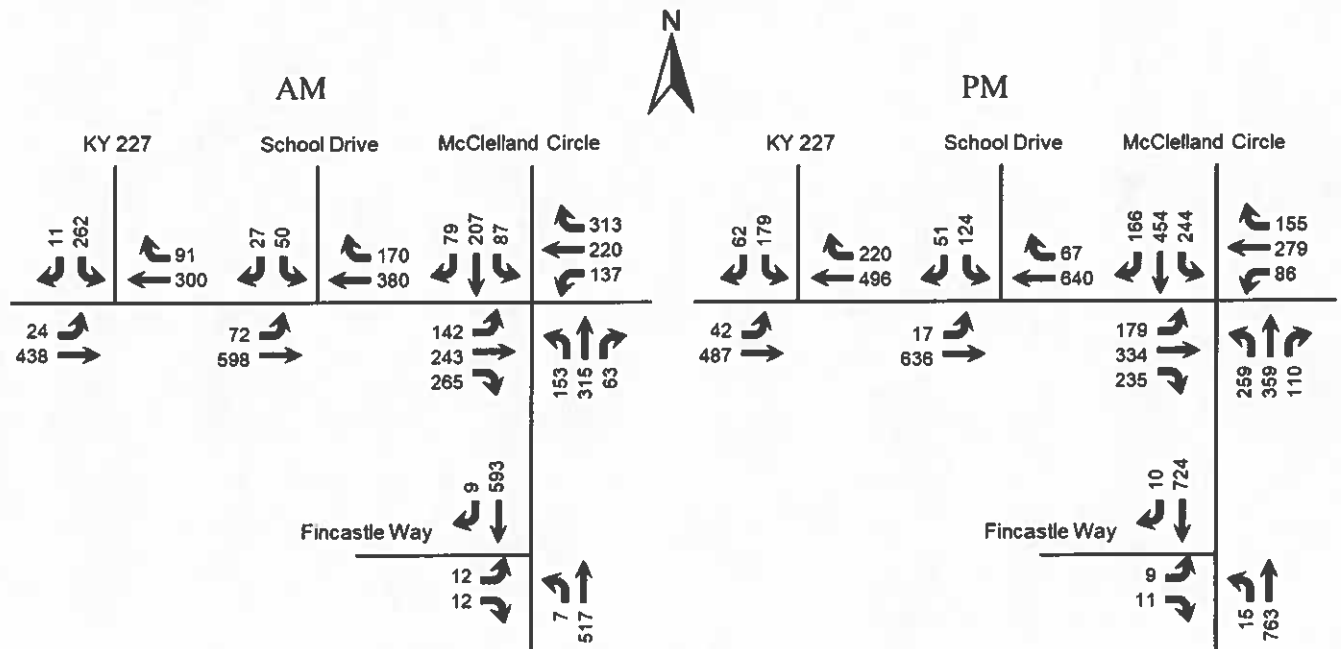 N
AM
PM
KY 227
School Drive
McClelland Circle
KY 227
School Drive
McClelland Circle
11 262
91
300
27 50
170
380
79 207 87
313
220
137
62 179
220
496
51 124
67
640
166 454 244
155
279
86
24
438
72
598
142
243
265
153 315 63
42
487
17
636
179
334
235
259 359 110
9 593
Fincastle Way
12
12
7 517
10 724
Fincastle Way
9
11
15 763